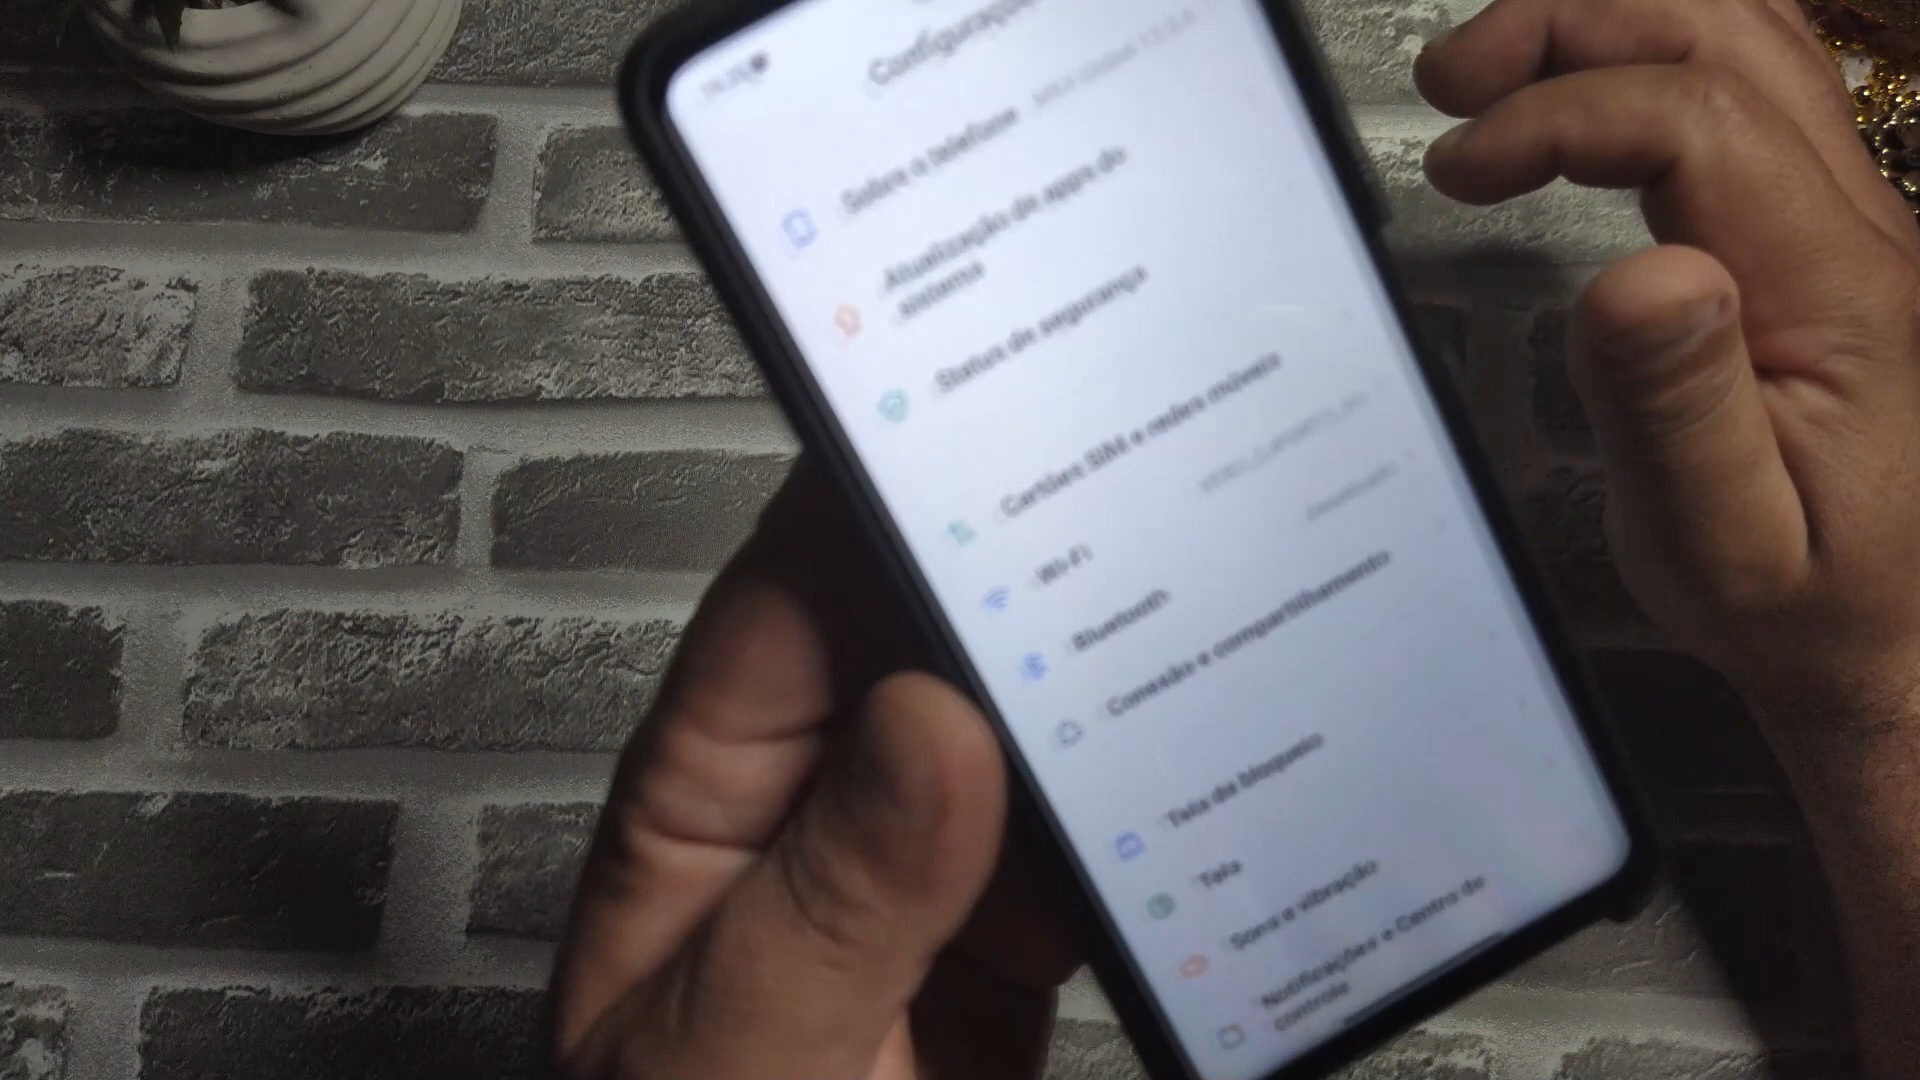 Configurações
Sobre o telefone
Atualização de apps do
sistema
Status de segurança
Cartões SIM e redes móveis
Wi-Fi
Bluetooth
Conexão e compartilhamento
Tela de bloqueio
Tela
Sons e vibração
Notificações e Centro de
controle